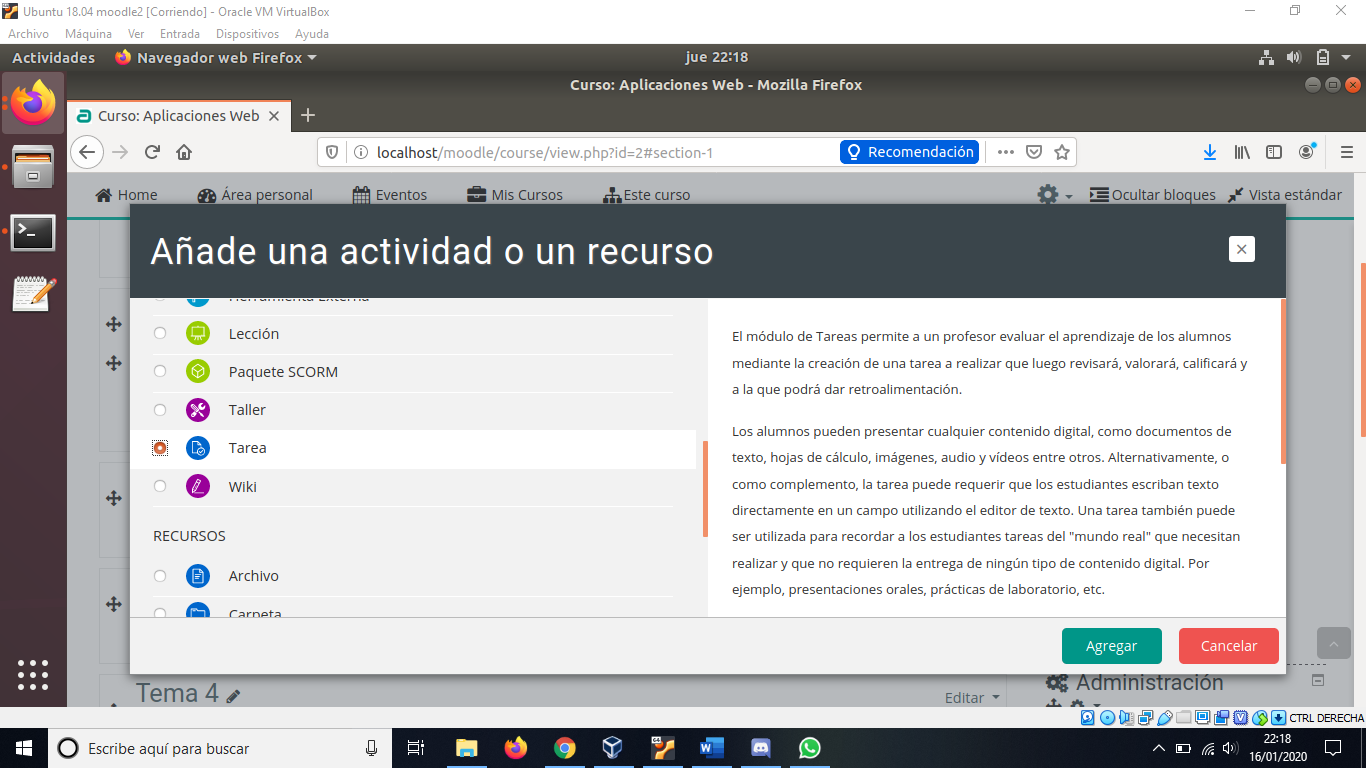 Ubuntu 18.04 moodle2 [Corriendo] - Oracle VM VirtualBox
Archivo Máquina Ver Entrada Dispositivos Ayuda
Actividades Navegador web Firefox jue 22:18
Curso: Aplicaciones Web - Mozilla Firefox
Curso: Aplicaciones Web
localhost/moodle/course/view.php?id=2#section-1 Recomendación
Home Área personal Eventos Mis Cursos Este curso Ocultar bloques Vista estándar
Añade una actividad o un recurso
Herramienta Externa
Lección
Paquete SCORM
Taller
Tarea
Wiki
RECURSOS
Archivo
Carpeta
El módulo de Tareas permite a un profesor evaluar el aprendizaje de los alumnos
mediante la creación de una tarea a realizar que luego revisará, valorará, calificará y
a la que podrá dar retroalimentación.
Los alumnos pueden presentar cualquier contenido digital, como documentos de
texto, hojas de cálculo, imágenes, audio y vídeos entre otros. Alternativamente, o
como complemento, la tarea puede requerir que los estudiantes escriban texto
directamente en un campo utilizando el editor de texto. Una tarea también puede
ser utilizada para recordar a los estudiantes tareas del "mundo real" que necesitan
realizar y que no requieren la entrega de ningún tipo de contenido digital. Por
ejemplo, presentaciones orales, prácticas de laboratorio, etc.
Agregar Cancelar
Tema 4 Editar Administración
CTRL DERECHA
Escribe aquí para buscar
22:18
16/01/2020